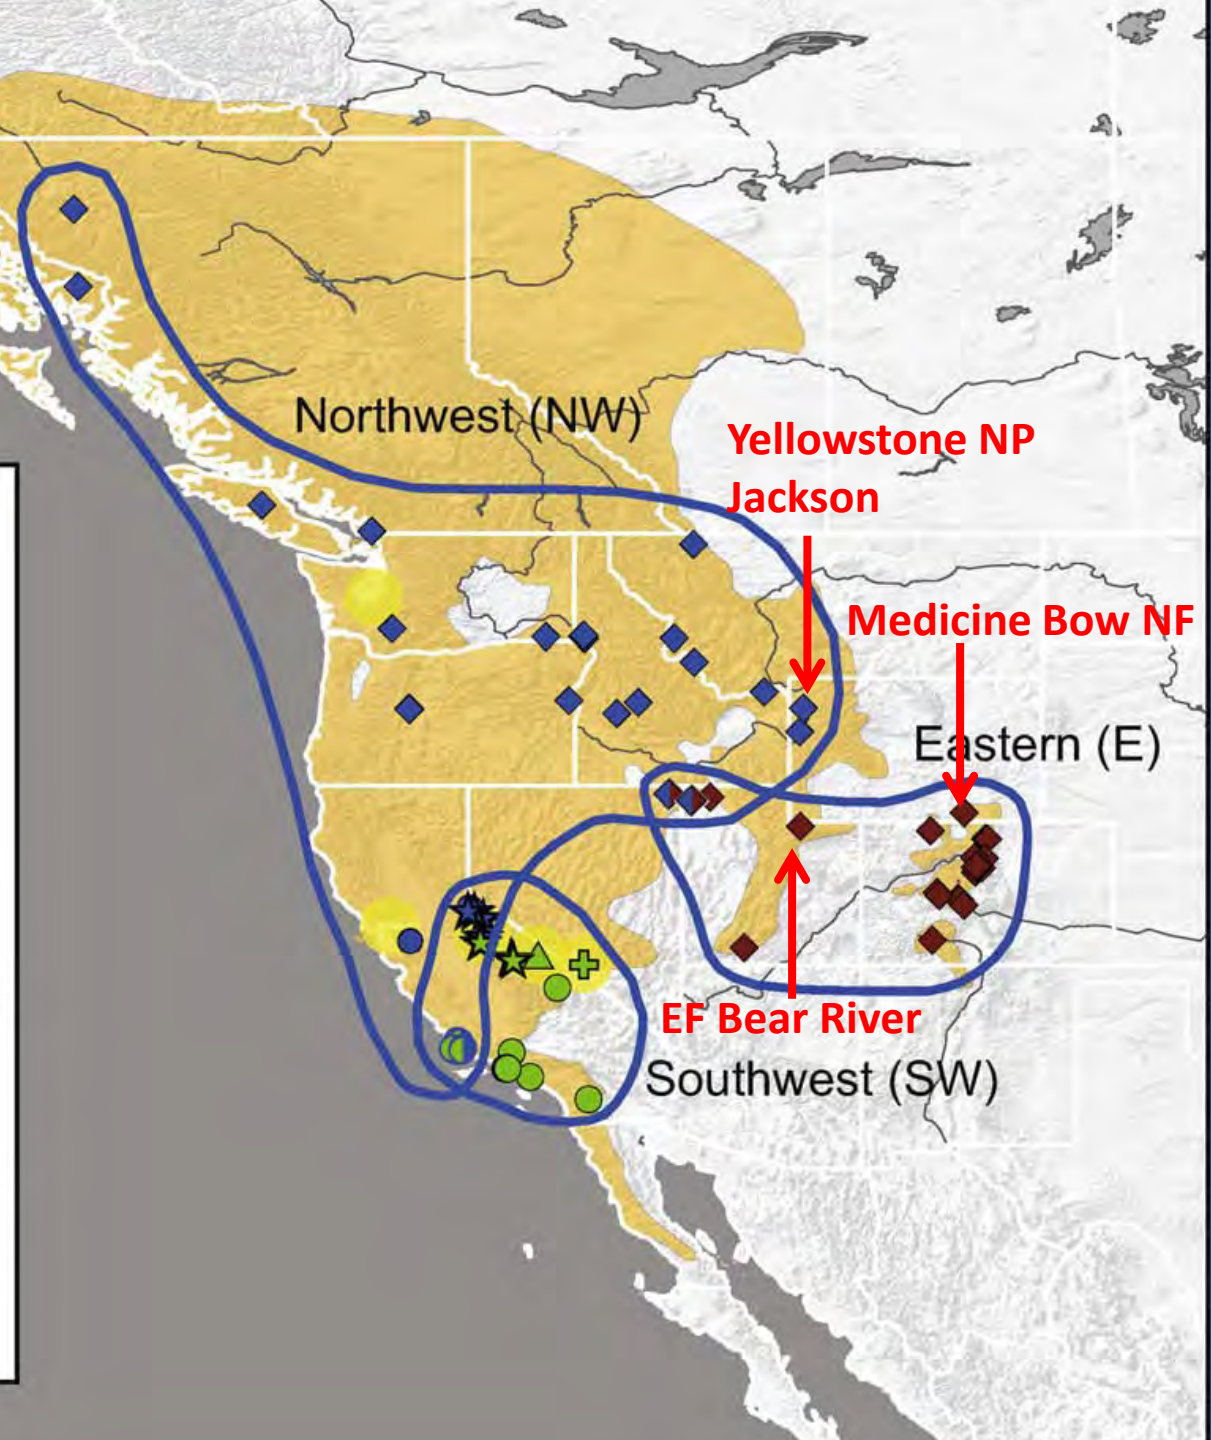 Northwest (NW)
Yellowstone NP
Jackson
Medicine Bow NF
Eastern (E)
EF Bear River
Southwest (SW)